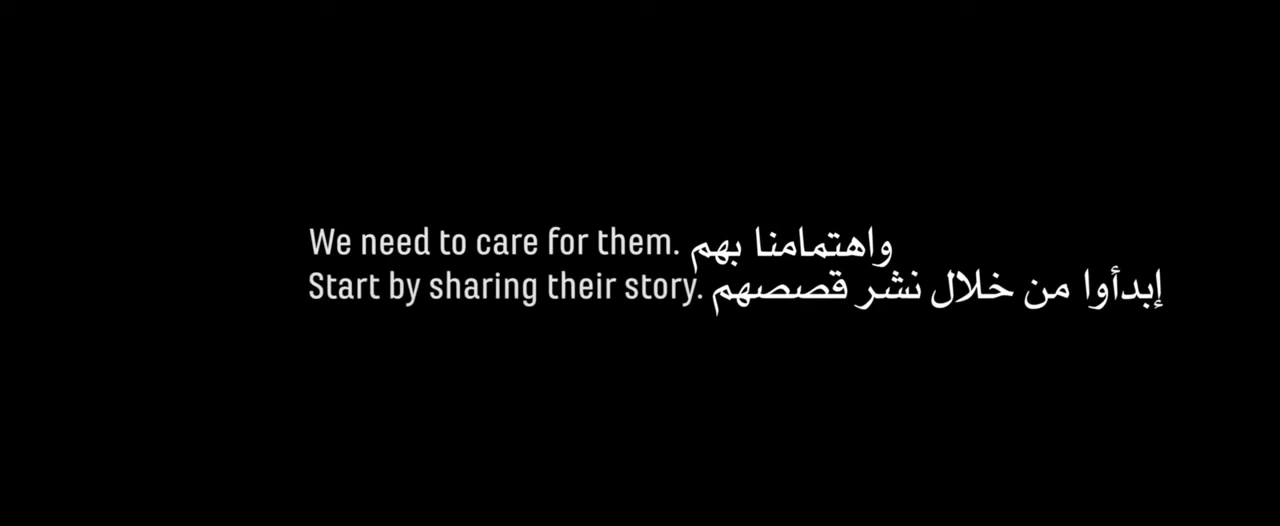 We need to care for them. واهتمامنا بهم
Start by sharing their story. إبدأوا من خلال نشر قصصهم